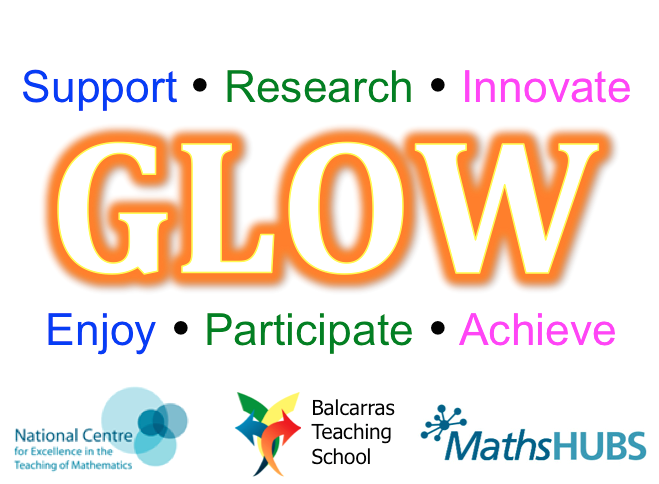 Support • Research • Innovate
GLOW
Enjoy • Participate • Achieve
National Centre
for Excellence in the
Teaching of Mathematics
Balcarras
Teaching
School
MathsHUBS